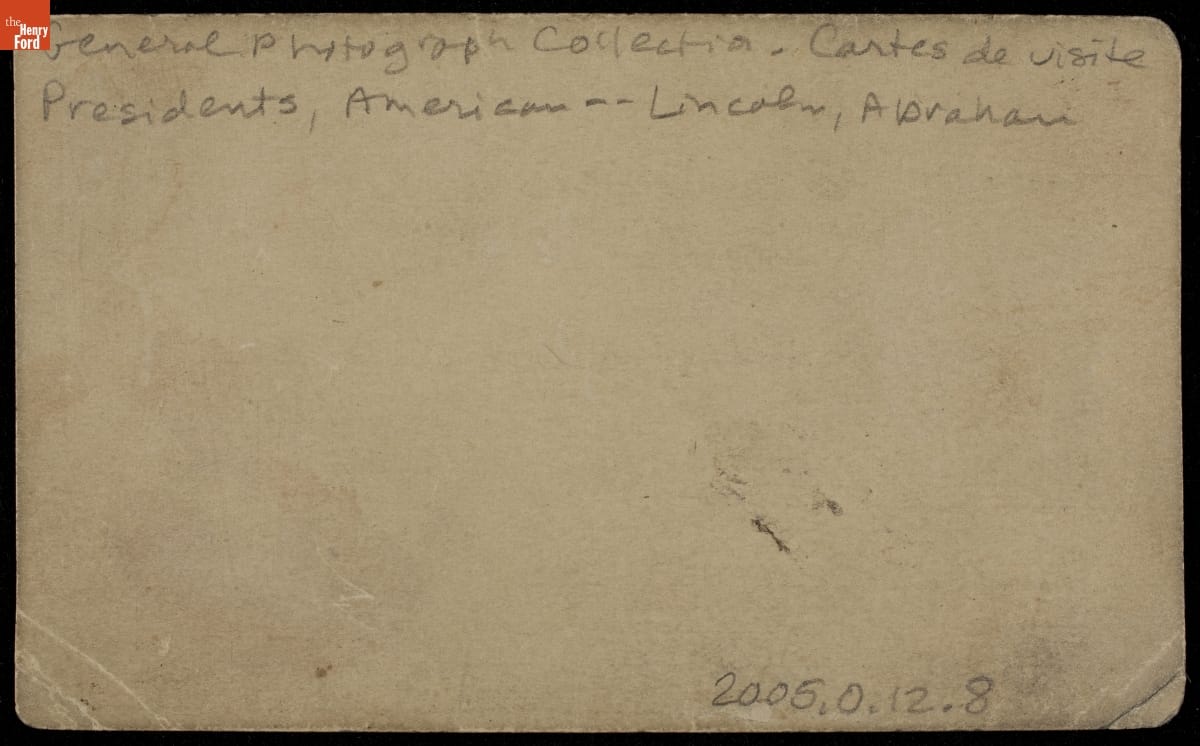 the
Henry
Ford
General Photograph Collection - Cartes de visite
Presidents, American -- Lincoln, Abraham
2005.0.12.8